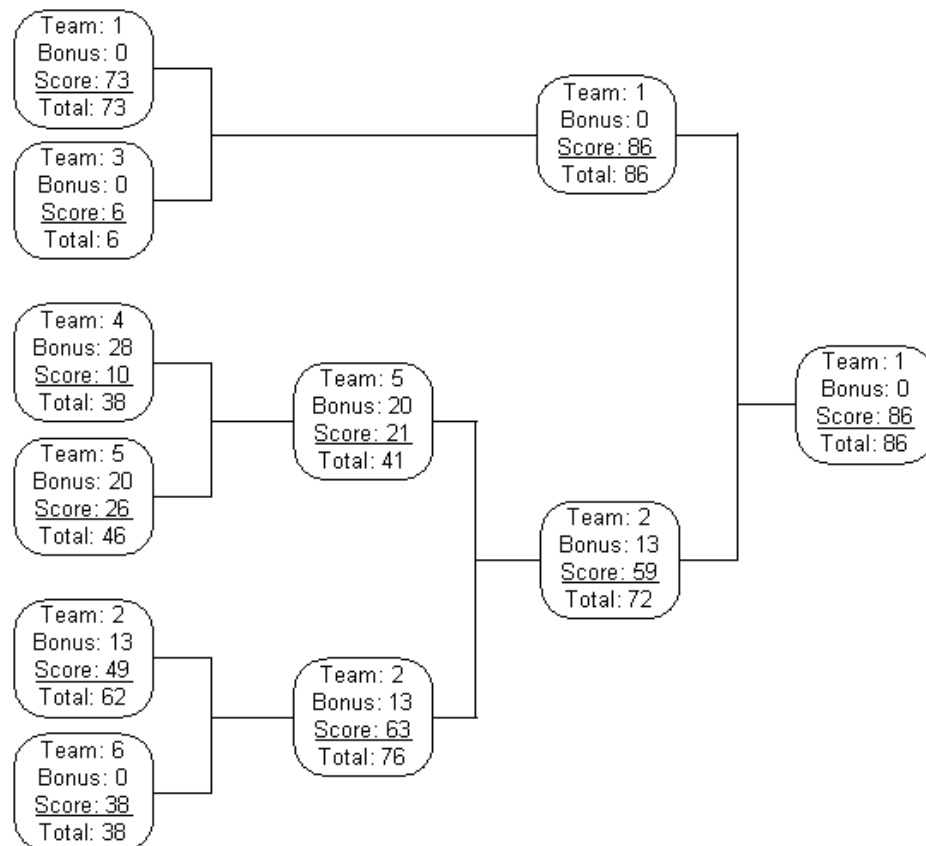 Team: 1
Bonus: 0
Score: 73
Total: 73
Team: 3
Bonus: 0
Score: 6
Total: 6
Team: 4
Bonus: 28
Score: 10
Total: 38
Team: 5
Bonus: 20
Score: 26
Total: 46
Team: 2
Bonus: 13
Score: 49
Total: 62
Team: 6
Bonus: 0
Score: 38
Total: 38
Team: 5
Bonus: 20
Score: 21
Total: 41
Team: 2
Bonus: 13
Score: 63
Total: 76
Team: 1
Bonus: 0
Score: 86
Total: 86
Team: 2
Bonus: 13
Score: 59
Total: 72
Team: 1
Bonus: 0
Score: 86
Total: 86